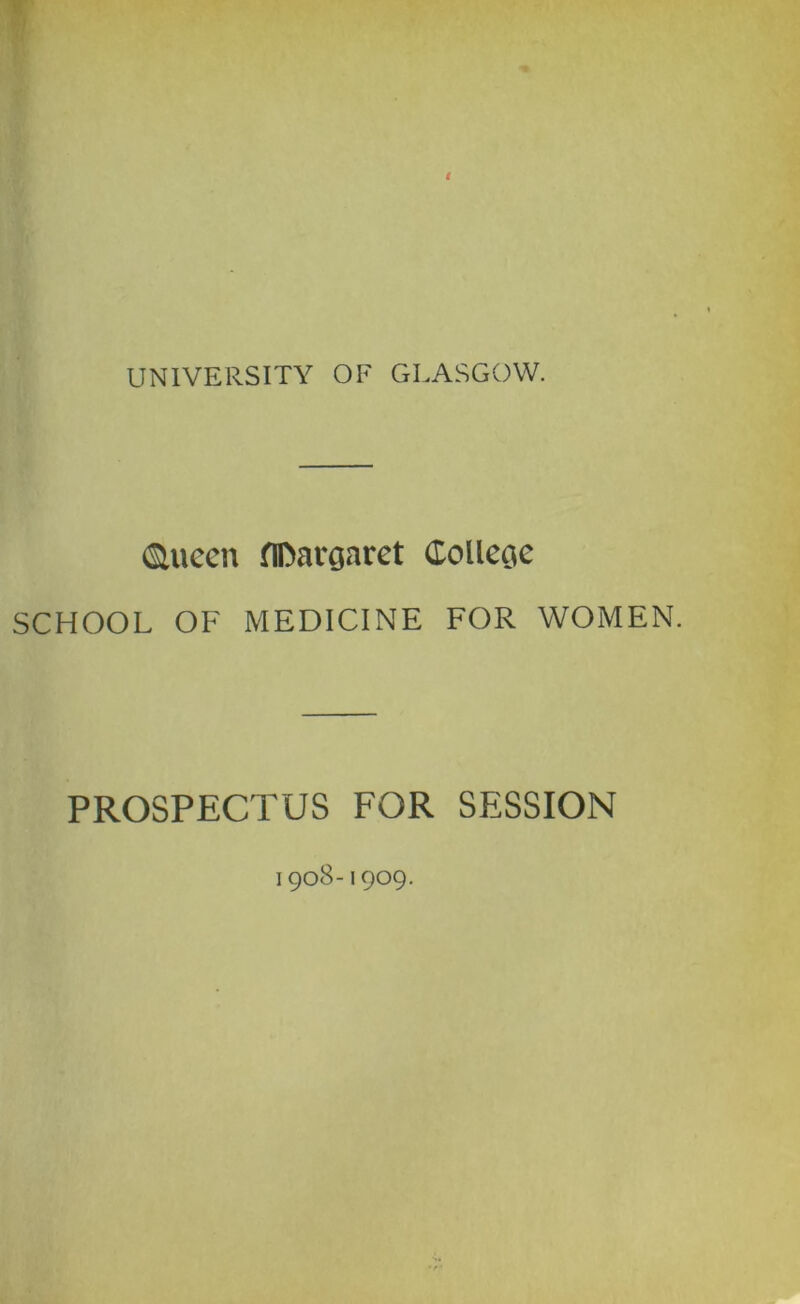 UNIVERSITY OF GLASGOW.
Queen Margaret College
SCHOOL OF MEDICINE FOR WOMEN.
PROSPECTUS FOR SESSION
1908-1909.